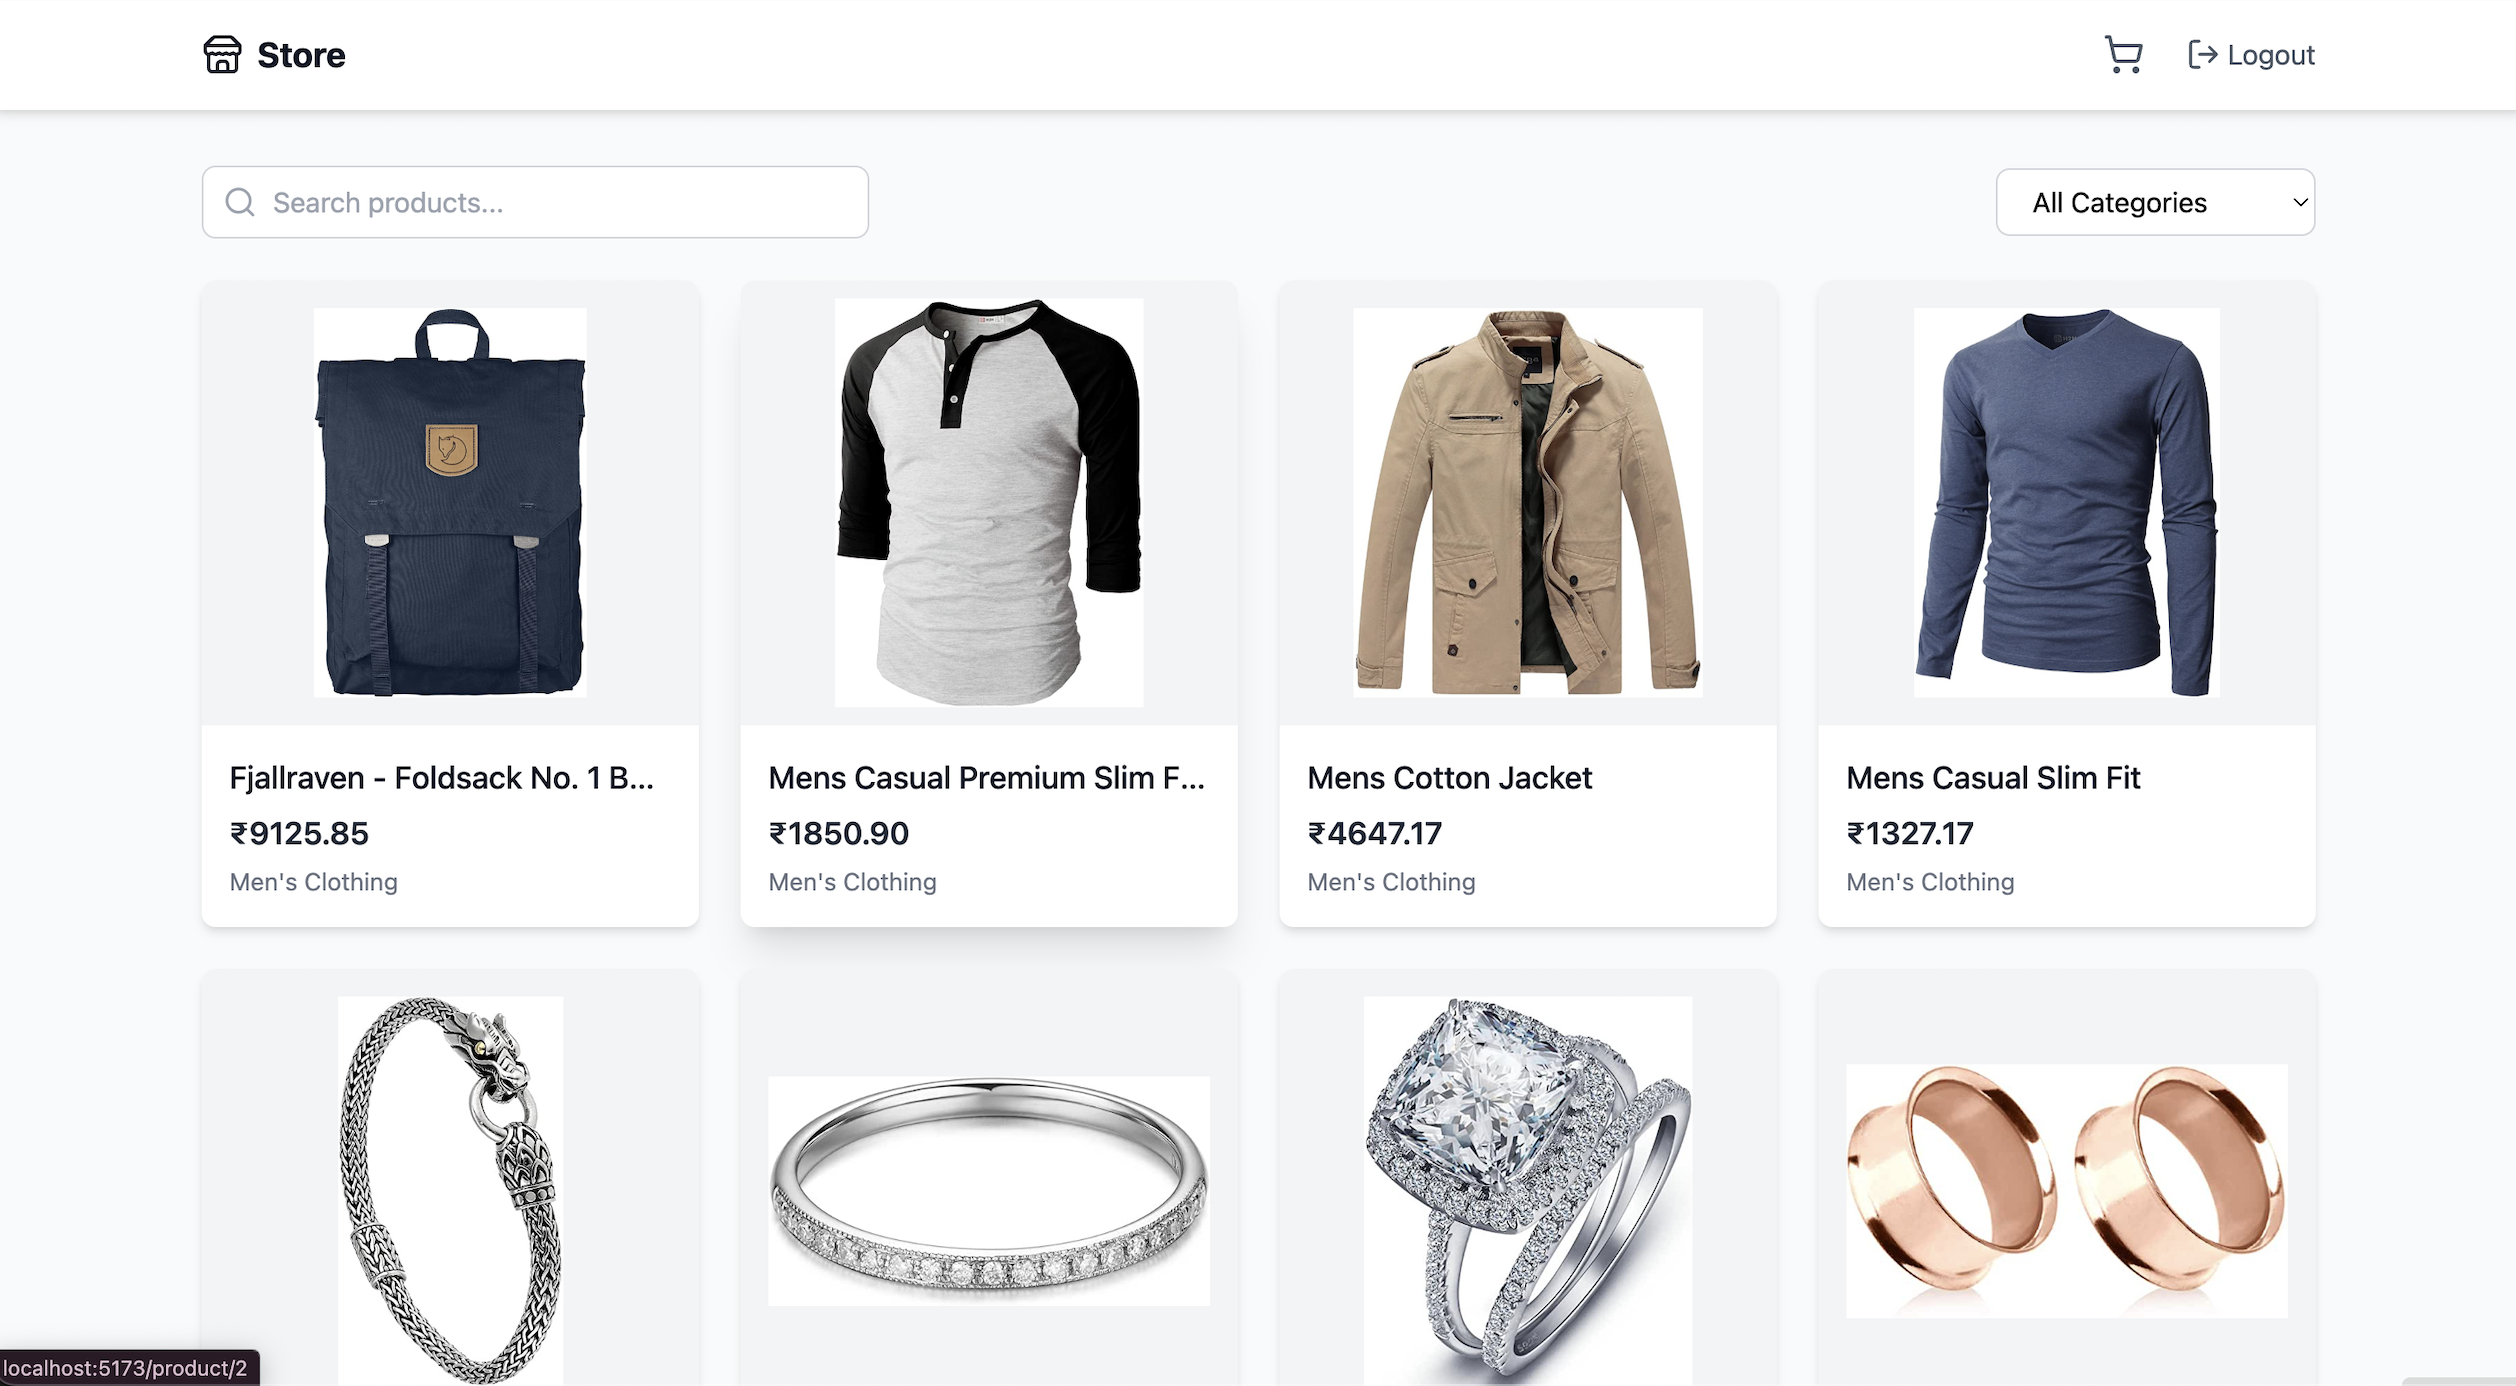 Store
Logout
Search products...
All Categories
Fjallraven - Foldsack No. 1 B...
Mens Casual Premium Slim F...
Mens Cotton Jacket
Mens Casual Slim Fit
₹9125.85
₹1850.90
₹4647.17
₹1327.17
Men's Clothing
Men's Clothing
Men's Clothing
Men's Clothing
localhost:5173/product/2